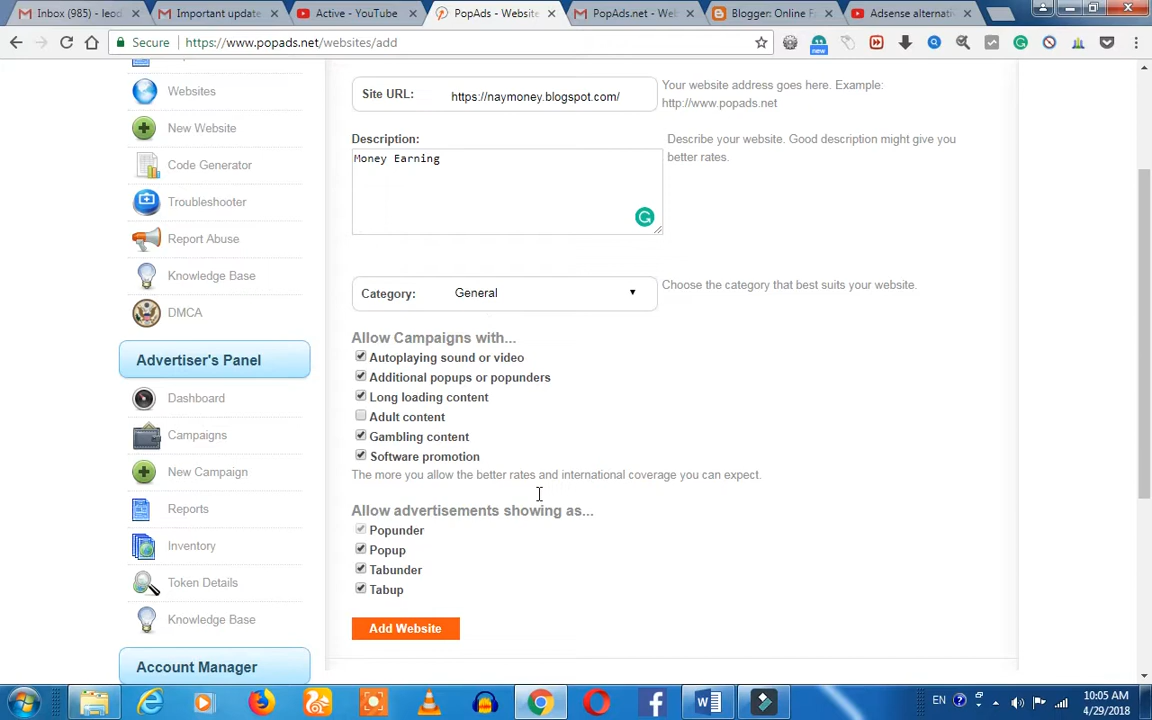 Inbox (985) - leod
Important update
Active - YouTube
PopAds - Website
PopAds.net - We
Blogger: Online F
Adsense alternati
Secure
https://www.popads.net/websites/add
new
Websites
New Website
Code Generator
Troubleshooter
Report Abuse
Knowledge Base
DMCA
Advertiser's Panel
Dashboard
Campaigns
New Campaign
Reports
Inventory
Token Details
Knowledge Base
Account Manager
Site URL: https://naymoney.blogspot.com/
Your website address goes here. Example:
http://www.popads.net
Description:
Describe your website. Good description might give you
better rates.
Money Earning
Category: General
Choose the category that best suits your website.
Allow Campaigns with...
Autoplaying sound or video
Additional popups or popunders
Long loading content
Adult content
Gambling content
Software promotion
The more you allow the better rates and international coverage you can expect.
Allow advertisements showing as...
Popunder
Popup
Tabunder
Tabup
Add Website
EN
10:05 AM
4/29/2018